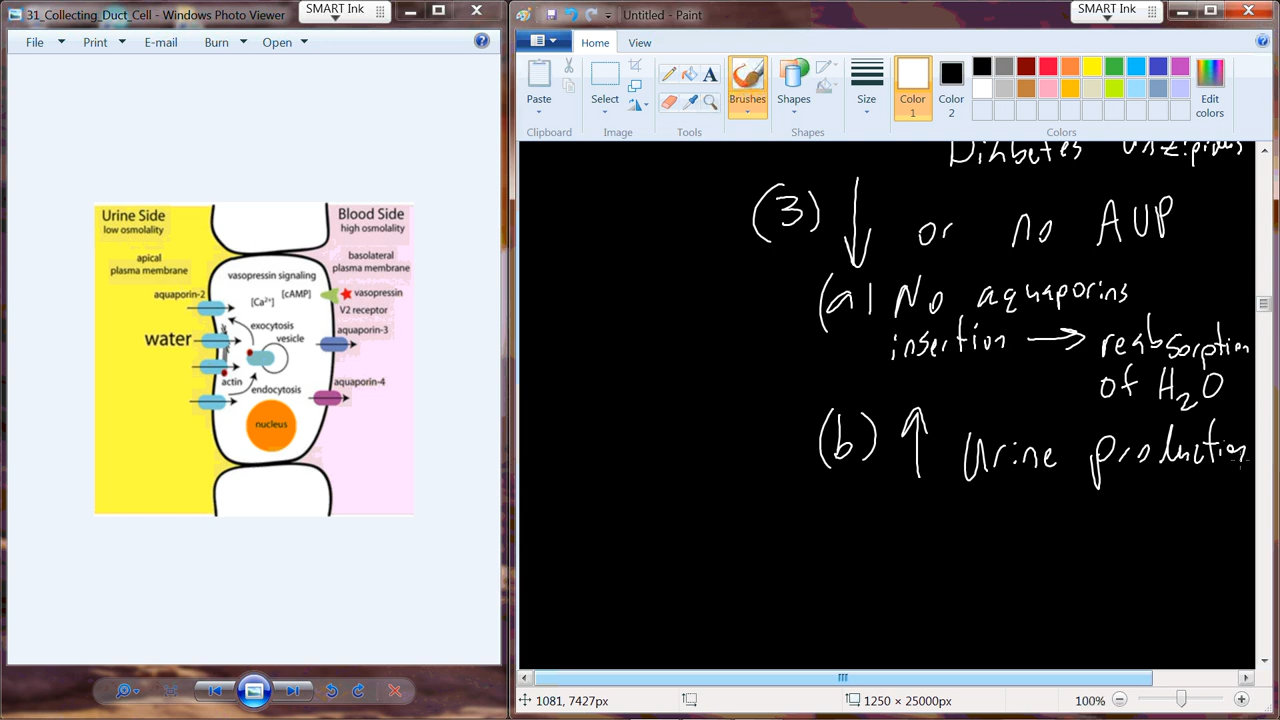 31_Collecting_Duct_Cell - Windows Photo Viewer
SMART Ink
File Print E-mail Burn Open
Urine Side
low osmolality
apical
plasma membrane
aquaporin-2
water
Blood Side
high osmolality
basolateral
plasma membrane
vasopressin signaling
[Ca2+] [cAMP]
vasopressin
V2 receptor
exocytosis
vesicle
aquaporin-3
actin
endocytosis
aquaporin-4
nucleus
Untitled - Paint
SMART Ink
Home View
Paste
Select
Brushes
Shapes
Size
Color
1
Color
2
Edit
colors
Clipboard Image Tools Shapes Colors
Diabetes
(3) ↓ or no AVP
(a) No aquaporins
insertion → reabsorption
of H2O
(b) ↑ Urine production
1081, 7427px 1250 × 25000px 100%